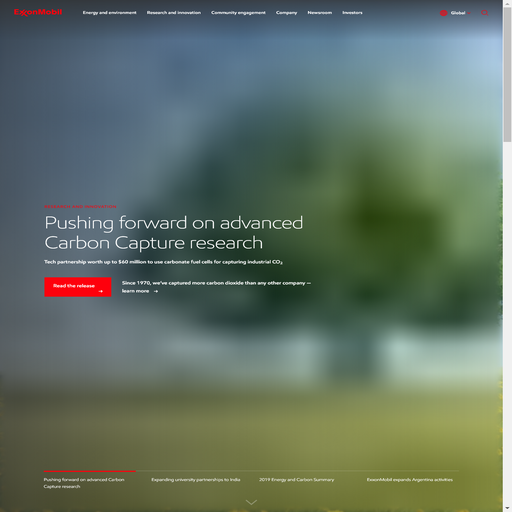 ExxonMobil
Energy and environment
Research and innovation
Community engagement
Company
Newsroom
Investors
Global
Pushing forward on advanced
Carbon Capture research
Tech partnership worth up to $60 million to use carbonate fuel cells for capturing industrial CO₂
Read the release
Since 1970, we've captured more carbon dioxide than any other company —
learn more
Pushing forward on advanced Carbon
Capture research
Expanding university partnerships to India
2019 Energy and Carbon Summary
ExxonMobil expands Argentina activities